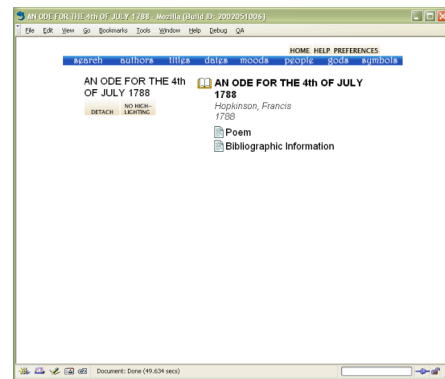 AN ODE FOR THE 4th OF JULY 1788 - Mozilla {Build ID: 2002051006}
File Edit View Go Bookmarks Tools Window Help Debug QA
HOME HELP PREFERENCES
search authors titles dates moods people gods symbols
AN ODE FOR THE 4th
OF JULY 1788
DETACH
NO HIGH-
LIGHTING
AN ODE FOR THE 4th OF JULY
1788
Hopkinson, Francis
1788
Poem
Bibliographic Information
Document: Done (49.634 secs)